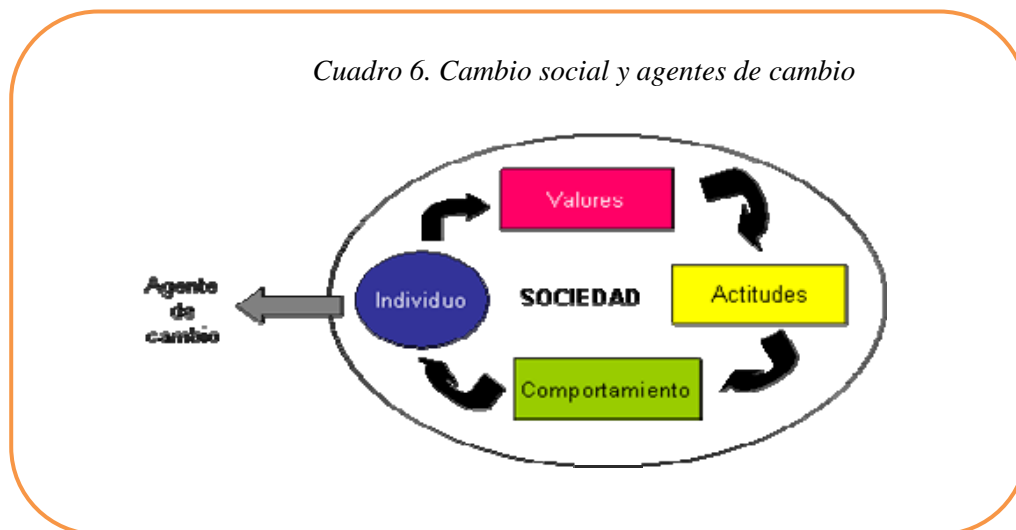 Cuadro 6. Cambio social y agentes de cambio
Valores
Agente
de
cambio
Individuo
SOCIEDAD
Actitudes
Comportamiento